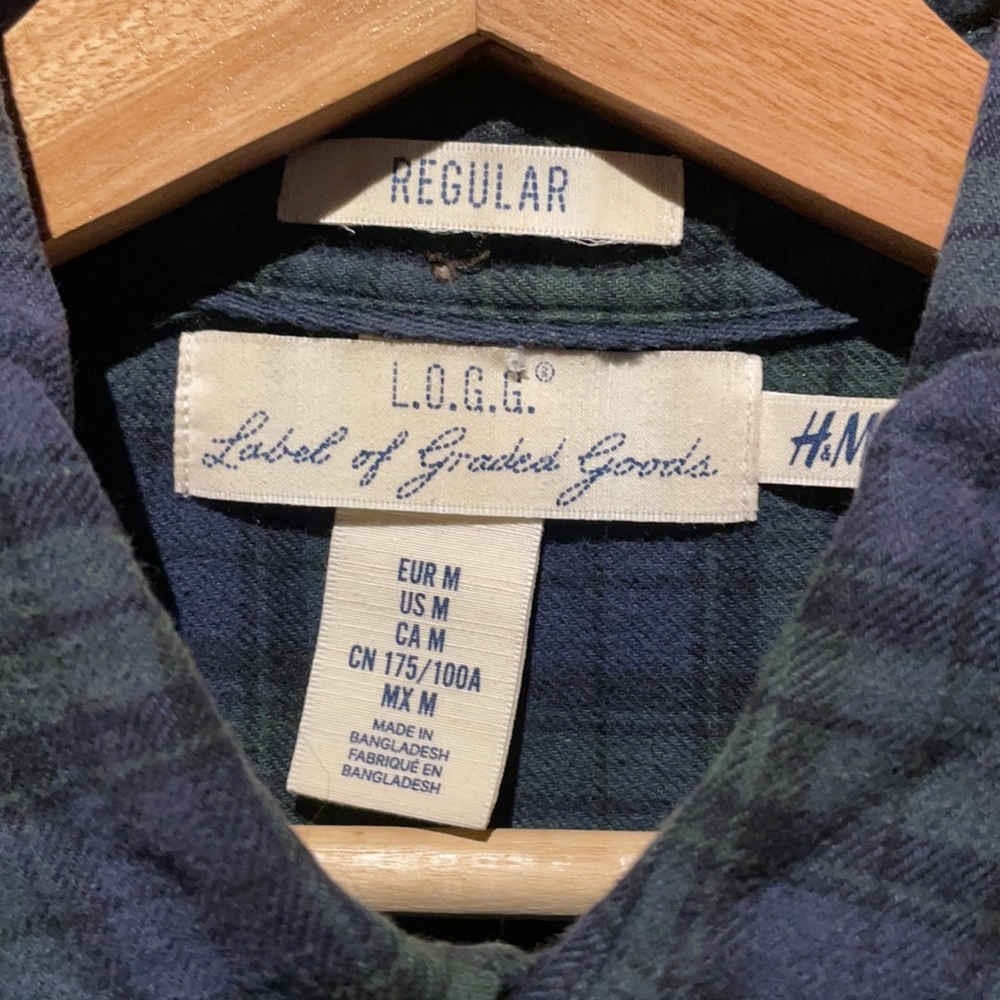 REGULAR
L.O.G.G.®
Label of Graded Goods
H&M
EUR M
US M
CA M
CN 175/100A
MX M
MADE IN
BANGLADESH
FABRIQUÉ EN
BANGLADESH